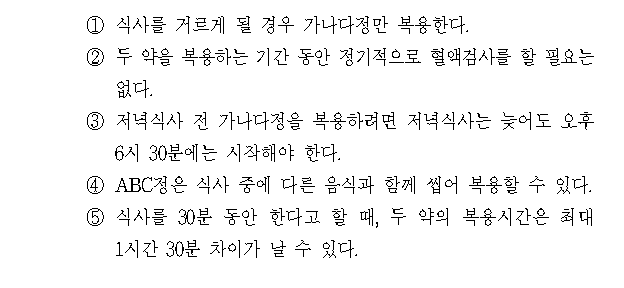 ① 식사를 거르게 될 경우 가나다정만 복용한다.
② 두 약을 복용하는 기간 동안 정기적으로 혈액검사를 할 필요는
없다.
③ 저녁식사 전 가나다정을 복용하려면 저녁식사는 늦어도 오후
6시 30분에는 시작해야 한다.
④ ABC정은 식사 중에 다른 음식과 함께 씹어 복용할 수 있다.
⑤ 식사를 30분 동안 한다고 할 때, 두 약의 복용시간은 최대
1시간 30분 차이가 날 수 있다.